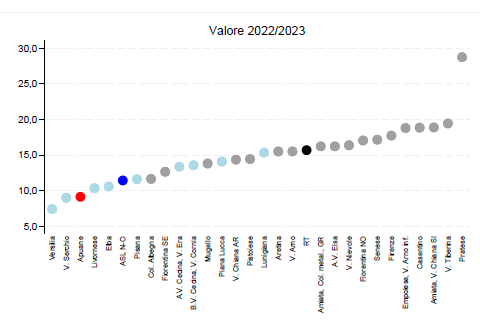 Valore 2022/2023
30,0
25,0
20,0
15,0
10,0
5,0
Versilia
V. Serchio
Apuane
Livornese
Elba
ASL N-O
Pisana
Col. Albegna
Fiorentina SE
A.V. Cecina, V. Era
B.V. Cecina, V. Cornia
Mugello
Piana Lucca
V. Chiana AR
Pistoiese
Lunigiana
Aretina
V. Arno
RT
Amiata, Col. metal., GR
A.V. Elsa
V. Nievole
Fiorentina NO
Senese
Firenze
Empolese, V. Arno inf.
Casentino
Amiata, V. Chiana SI
V. Tiberina
Pratese